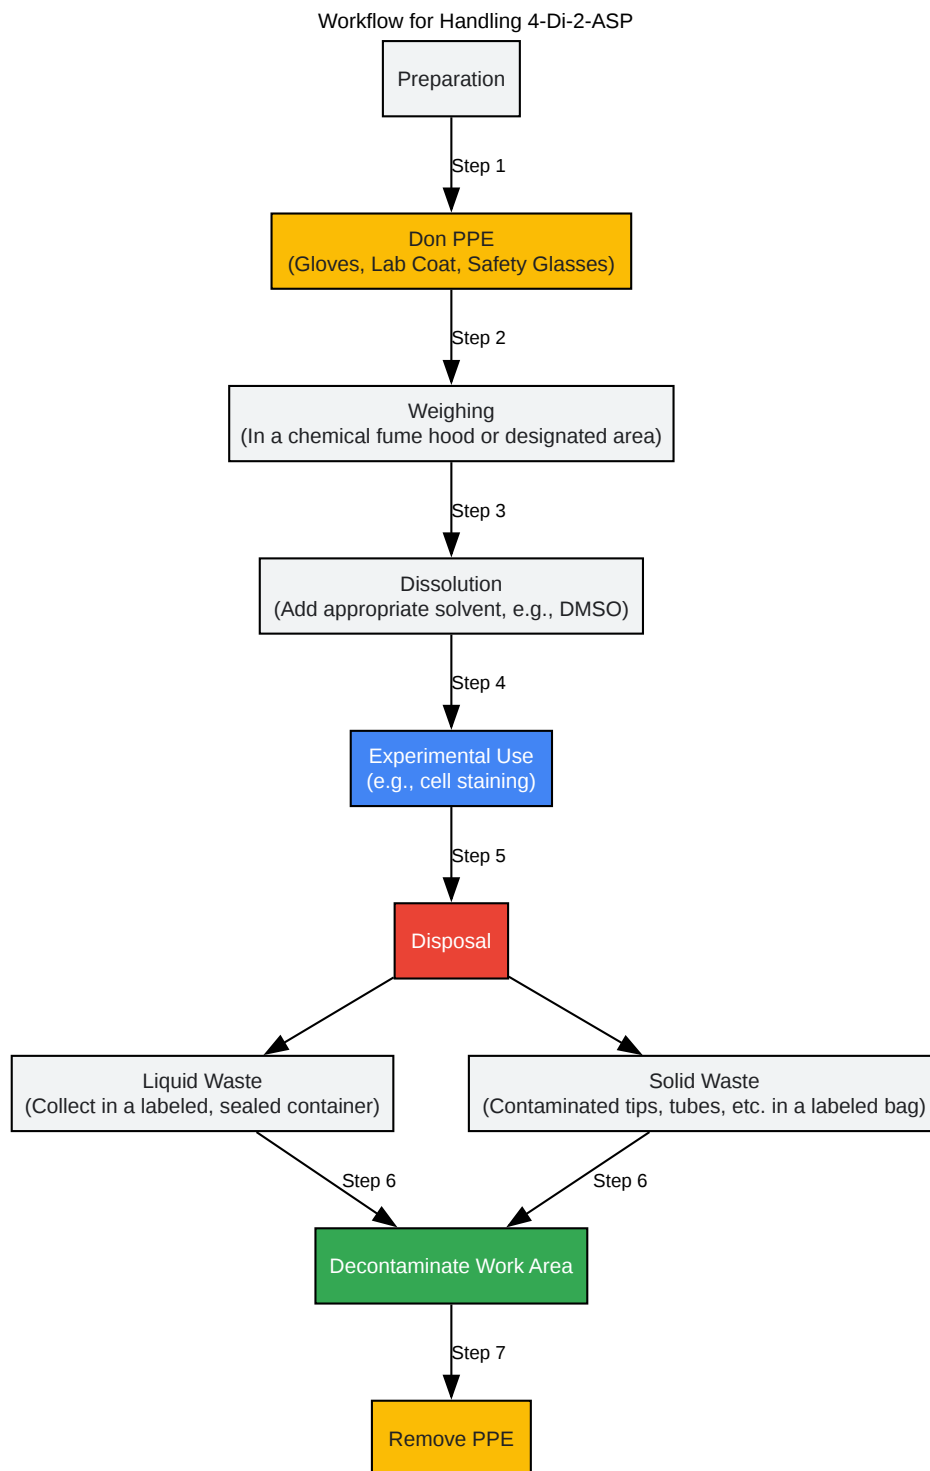 Workflow for Handling 4-Di-2-ASP
Preparation
Step 1
Don PPE
(Gloves, Lab Coat, Safety Glasses)
Step 2
Weighing
(In a chemical fume hood or designated area)
Step 3
Dissolution
(Add appropriate solvent, e.g., DMSO)
Step 4
Experimental Use
(e.g., cell staining)
Step 5
Disposal
Liquid Waste
(Collect in a labeled, sealed container)
Solid Waste
(Contaminated tips, tubes, etc. in a labeled bag)
Step 6
Step 6
Decontaminate Work Area
Step 7
Remove PPE